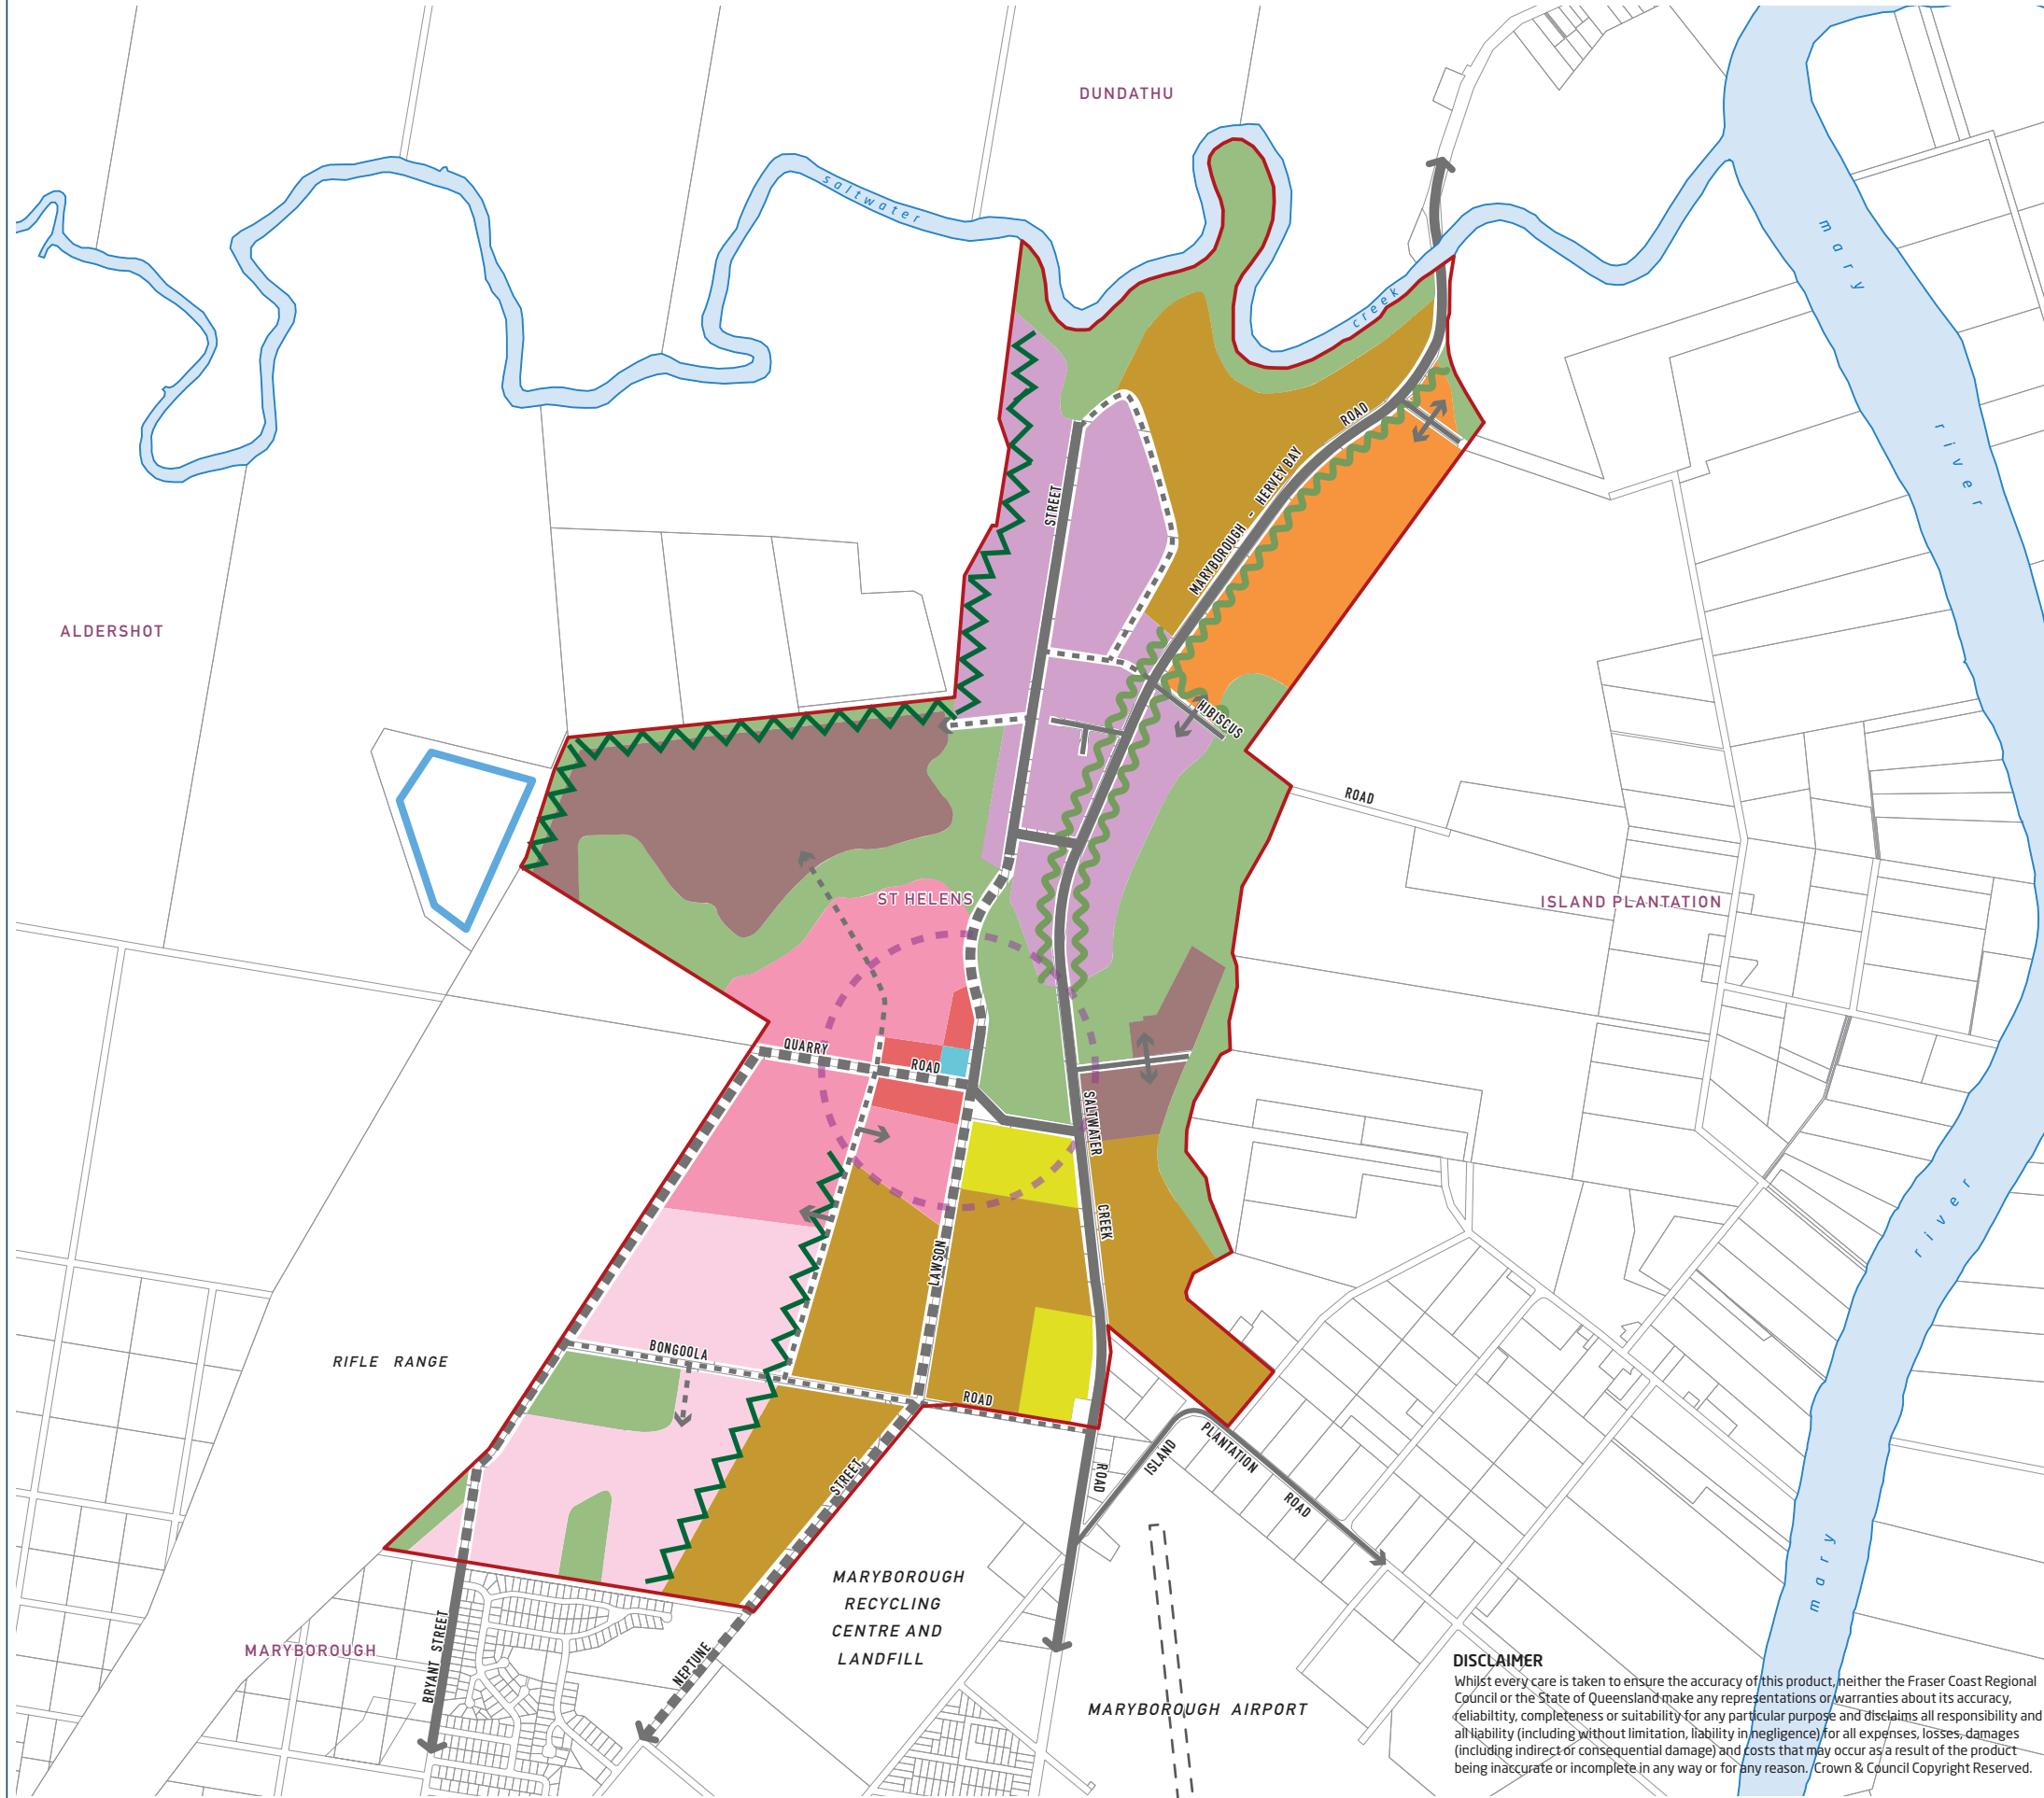 DUNDATHU
saltwater
creek
mary
river
ROAD
MARYBOROUGH - HERVEY BAY
STREET
ALDERSHOT
HIBISCUS
ROAD
ST HELENS
ISLAND PLANTATION
QUARRY
ROAD
SALTWATER
CREEK
LAWSON
river
RIFLE RANGE
BONGOOLA
ROAD
STREET
ROAD
ISLAND
PLANTATION
ROAD
mary
MARYBOROUGH
RECYCLING
CENTRE AND
LANDFILL
MARYBOROUGH
BRYANT STREET
NEPTUNE
MARYBOROUGH AIRPORT
DISCLAIMER
Whilst every care is taken to ensure the accuracy of this product, neither the Fraser Coast Regional
Council or the State of Queensland make any representations or warranties about its accuracy,
reliabiltity, completeness or suitability for any particular purpose and disclaims all responsibility and
all liability (including without limitation, liability in negligence) for all expenses, losses, damages
(including indirect or consequential damage) and costs that may occur as a result of the product
being inaccurate or incomplete in any way or for any reason. Crown & Council Copyright Reserved.